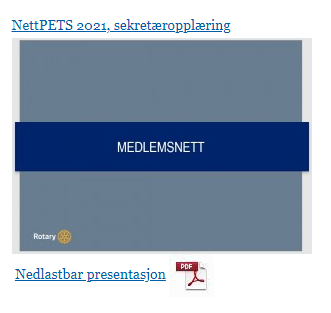 NettPETS 2021, sekretæropplæring
MEDLEMSNETT
Rotary
Nedlastbar presentasjon
PDF